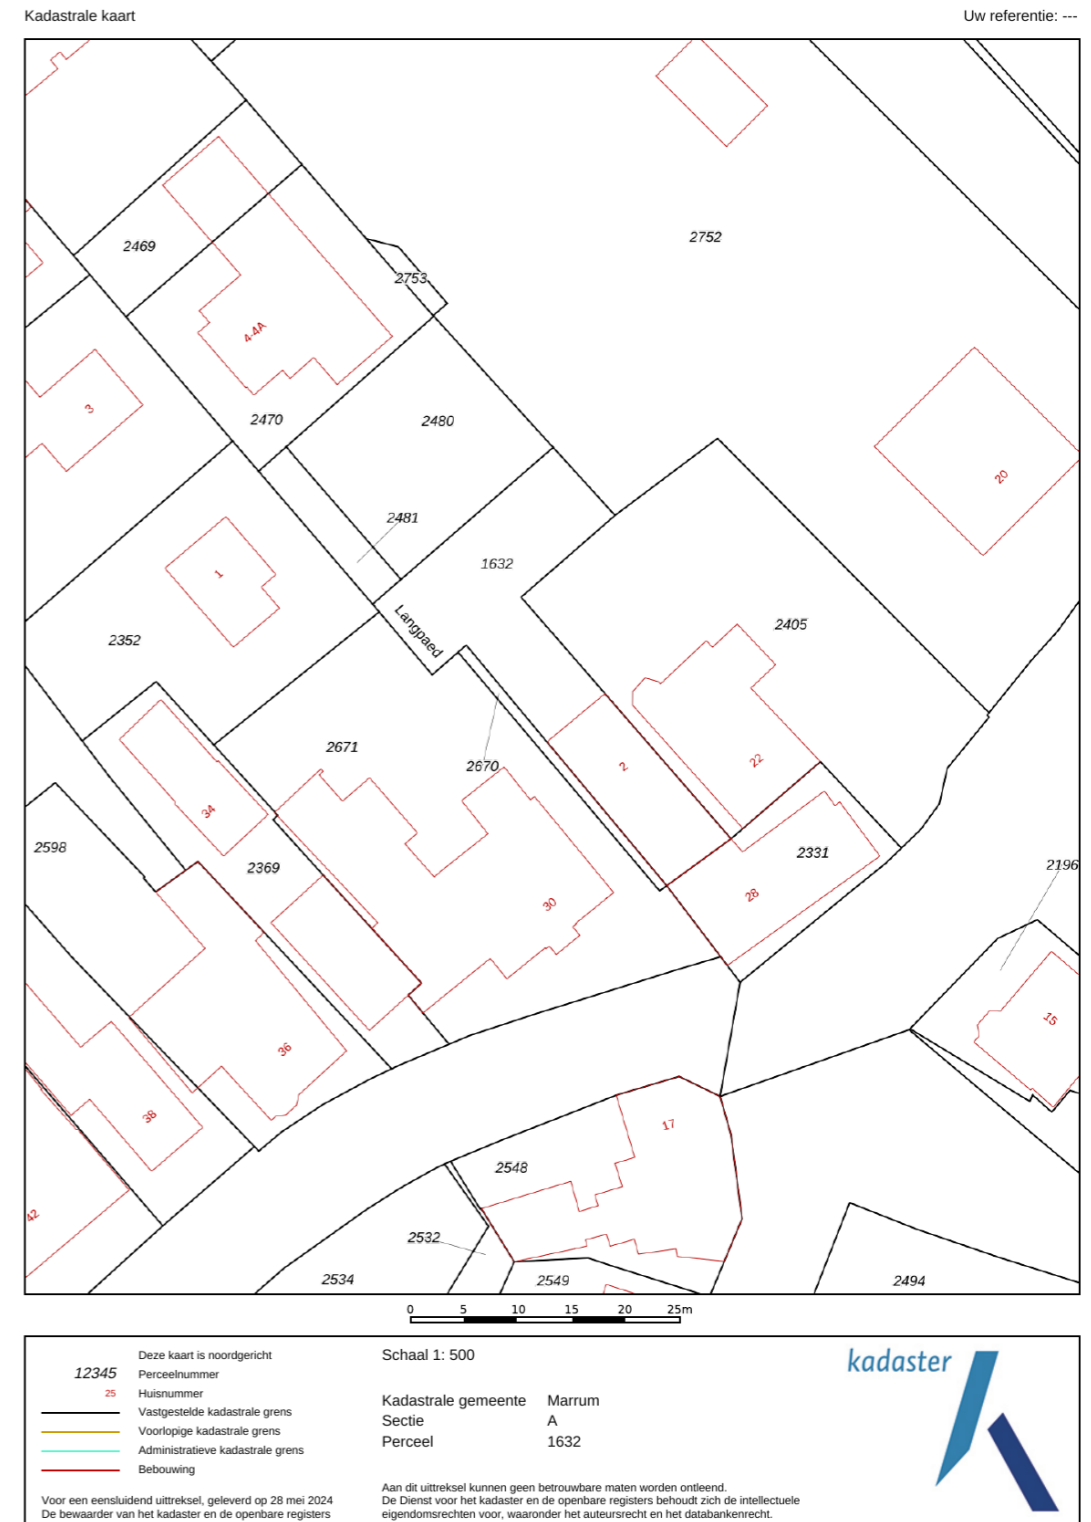 Kadastrale kaart
Uw referentie: ---
2469
2752
2753
4-4A
3
2470
2480
20
2481
1
1632
Langpaed
2352
2405
2671
2670
2
22
34
2598
2369
2331
2196
28
30
15
36
38
17
2548
42
2532
2534
2549
2494
0 5 10 15 20 25m
Deze kaart is noordgericht
12345 Perceelnummer
25 Huisnummer
Vastgestelde kadastrale grens
Voorlopige kadastrale grens
Administratieve kadastrale grens
Bebouwing
Voor een eensluidend uittreksel, geleverd op 28 mei 2024
De bewaarder van het kadaster en de openbare registers
Schaal 1: 500
Kadastrale gemeente Marrum
Sectie A
Perceel 1632
Aan dit uittreksel kunnen geen betrouwbare maten worden ontleend.
De Dienst voor het kadaster en de openbare registers behoudt zich de intellectuele
eigendomsrechten voor, waaronder het auteursrecht en het databankenrecht.
kadaster